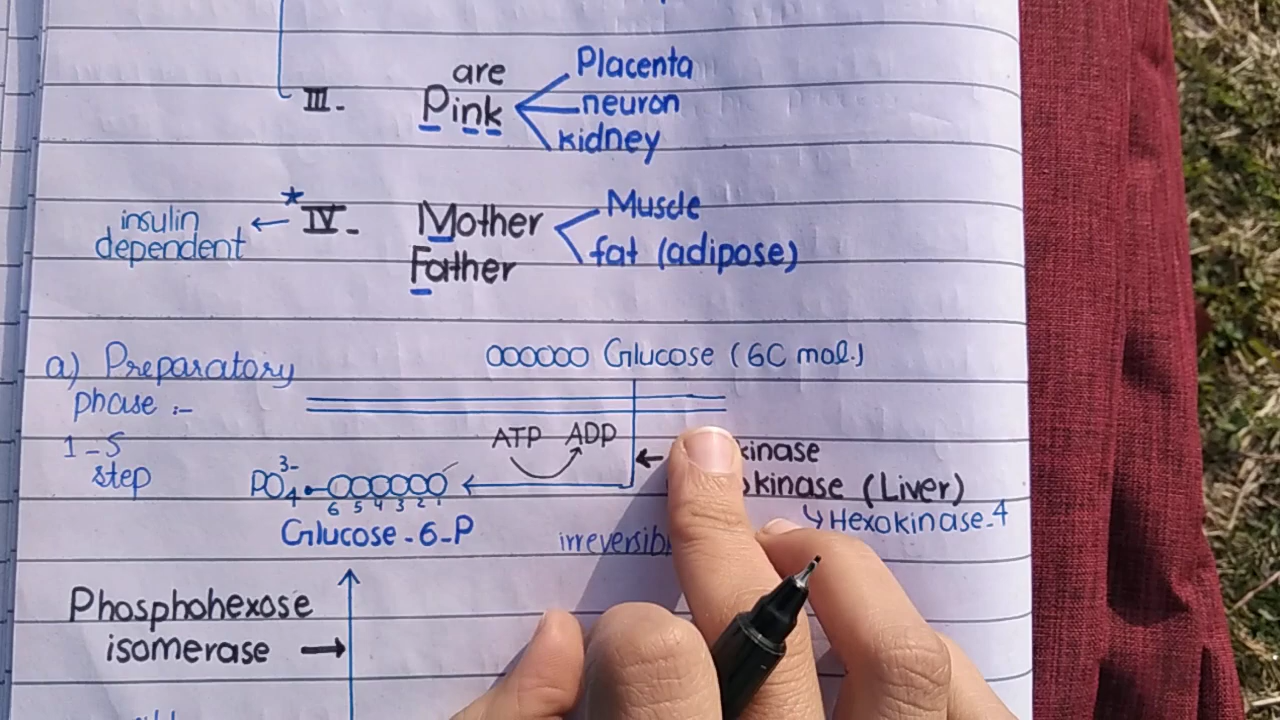 are
III- Pink
Placenta
neuron
kidney
insulin
dependent
* IV- Mother
Father
Muscle
fat (adipose)
a) Preparatory
phase :-
1-5
step
000000 Glucose (6C mol.)
ATP ADP
PO₄³⁻
6 5 4 3 2 1
Glucose-6-P
kinase
kinase (Liver)
↳ Hexokinase-4
Phosphohexose
isomerase →